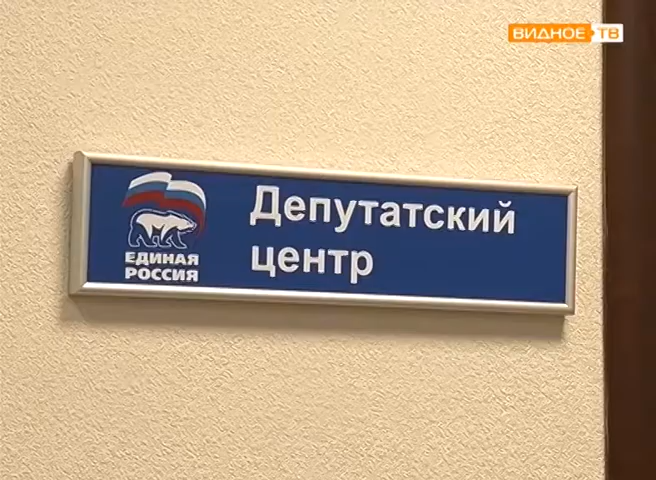 ВИДНОЕ ТВ
Депутатский
центр
ЕДИНАЯ
РОССИЯ